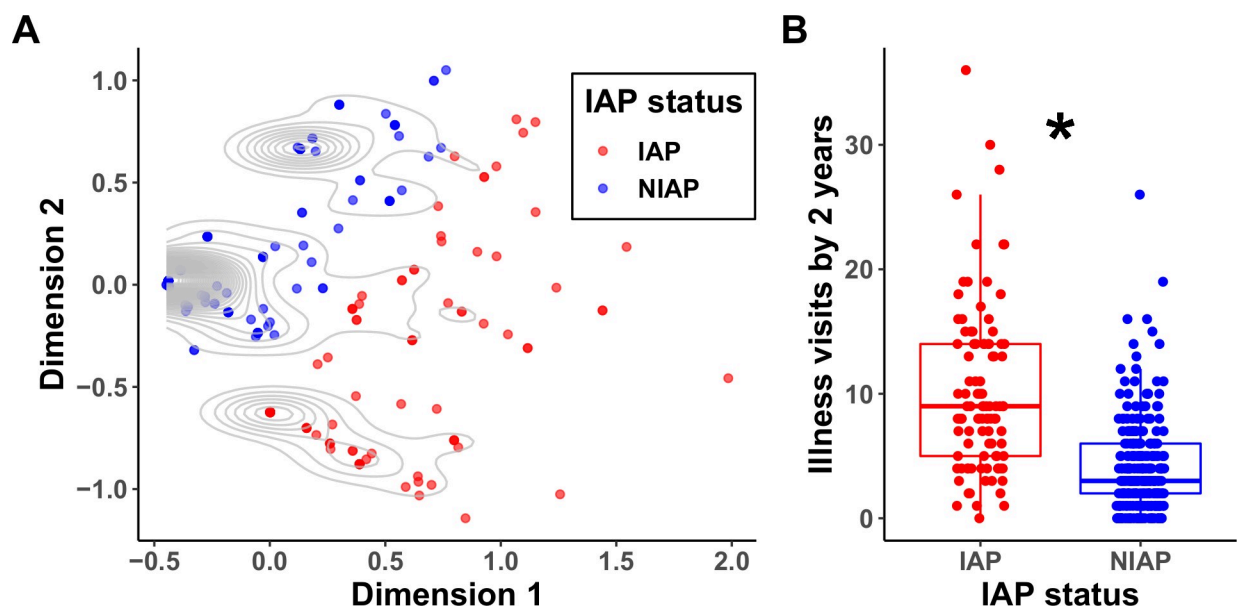 A
B
Dimension 2
1.0
0.5
0.0
−0.5
−1.0
IAP status
IAP
NIAP
−0.5 0.0 0.5 1.0 1.5 2.0
Dimension 1
Illness visits by 2 years
*
30
20
10
0
IAP NIAP
IAP status